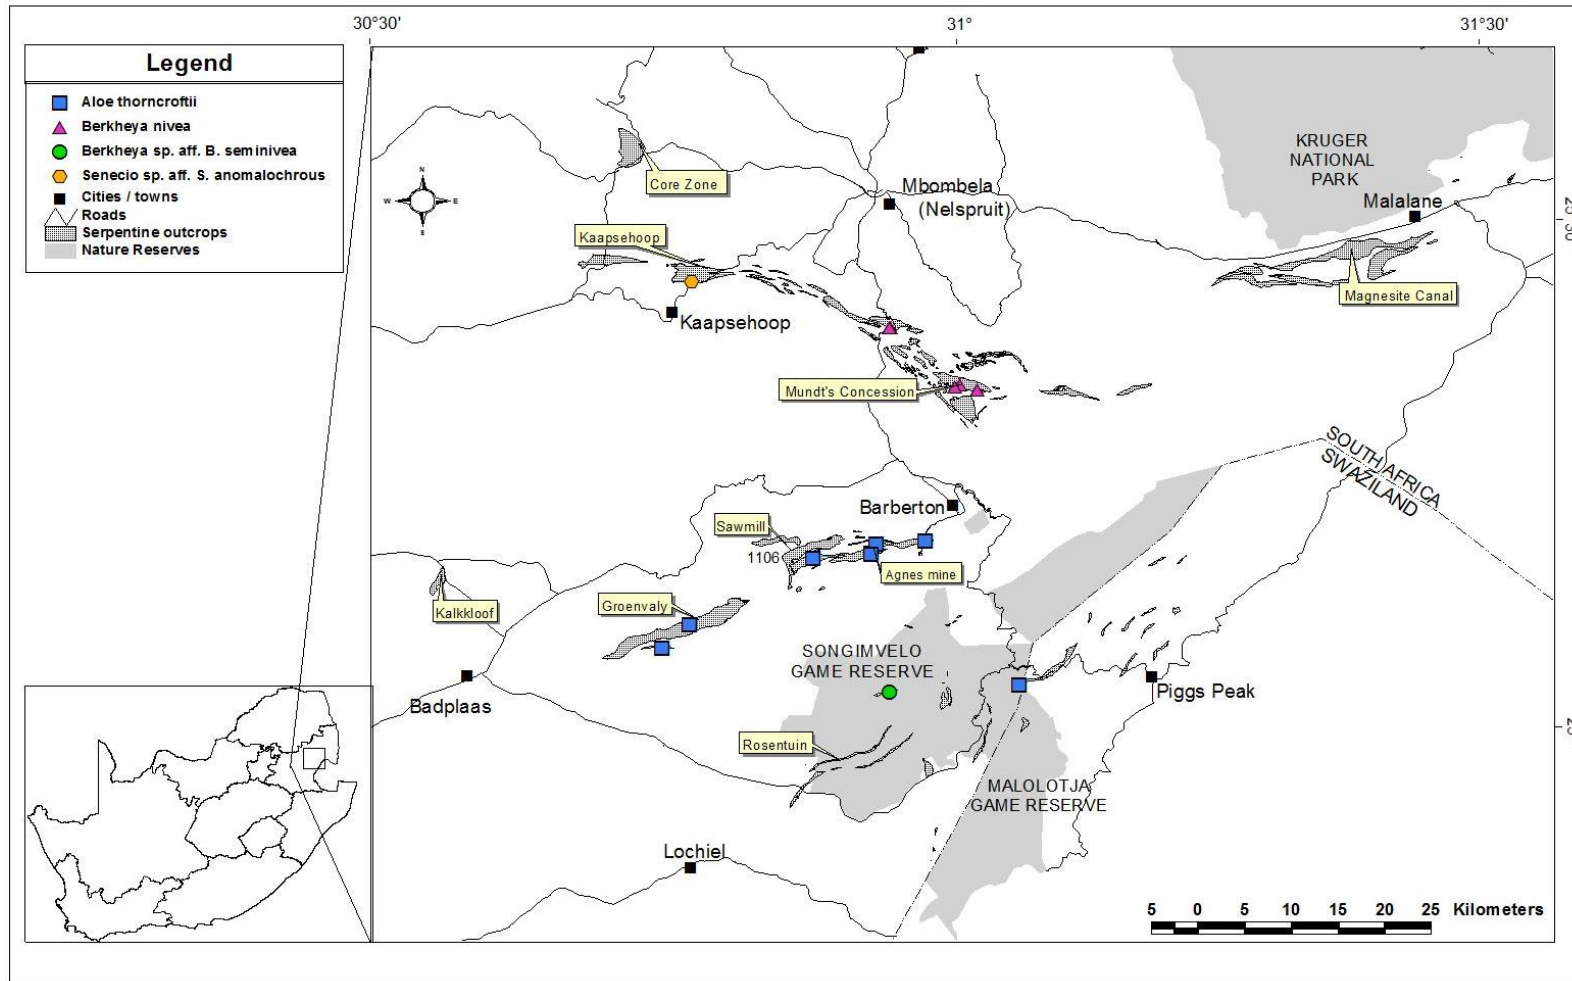 30°30'
31°
31°30'
Legend
Aloe thorncroftii
Berkheya nivea
Berkheya sp. aff. B. seminivea
Senecio sp. aff. S. anomalochrous
Cities / towns
Roads
Serpentine outcrops
Nature Reserves
N
W
E
S
Core Zone
Mbombela
(Nelspruit)
KRUGER
NATIONAL
PARK
Malalane
25°30
Kaapsehoop
Magnesite Canal
Kaapsehoop
Mundt's Concession
SOUTH AFRICA
SWAZILAND
Barberton
Sawmill
1106
Agnes mine
Kalkkloof
Groenvaly
SONGIMVELO
GAME RESERVE
Badplaas
Piggs Peak
Rosentuin
MALOLOTJA
GAME RESERVE
Lochiel
5 0 5 10 15 20 25 Kilometers